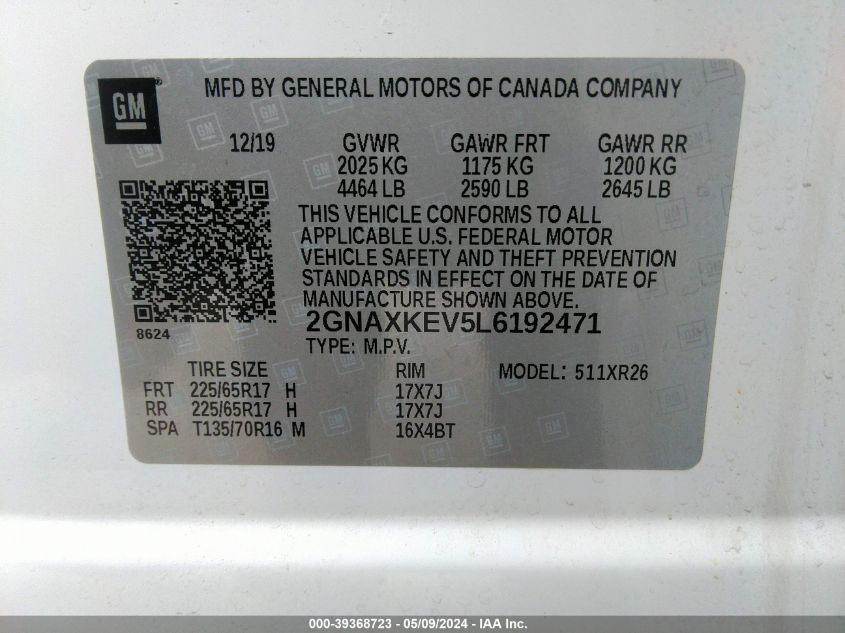 GM
MFD BY GENERAL MOTORS OF CANADA COMPANY
12/19 GVWR GAWR FRT GAWR RR
2025 KG 1175 KG 1200 KG
4464 LB 2590 LB 2645 LB
THIS VEHICLE CONFORMS TO ALL
APPLICABLE U.S. FEDERAL MOTOR
VEHICLE SAFETY AND THEFT PREVENTION
STANDARDS IN EFFECT ON THE DATE OF
MANUFACTURE SHOWN ABOVE.
8624
2GNAXKEV5L6192471
TYPE: M.P.V.
TIRE SIZE RIM MODEL: 511XR26
FRT 225/65R17 H 17X7J
RR 225/65R17 H 17X7J
SPA T135/70R16 M 16X4BT
000-39368723 - 05/09/2024 - IAA Inc.